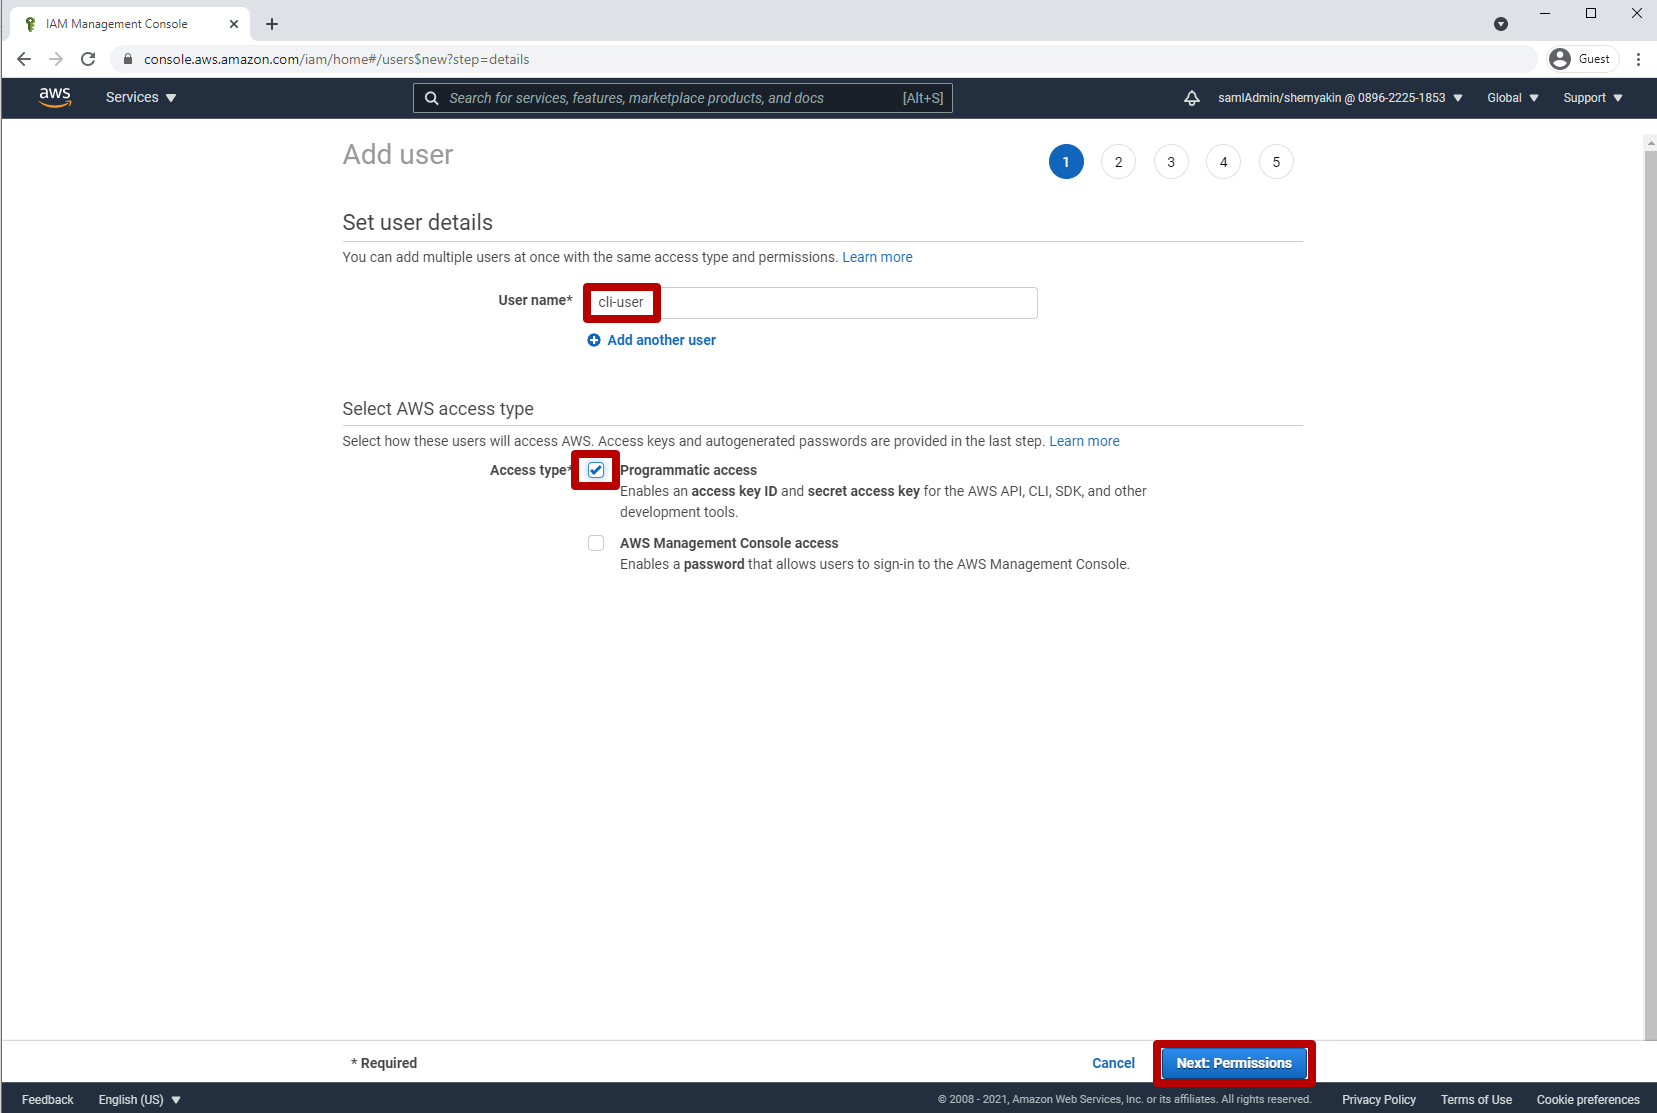 IAM Management Console
console.aws.amazon.com/iam/home#/users$new?step=details
Guest
aws
Services
Search for services, features, marketplace products, and docs
[Alt+S]
samlAdmin/shemyakin @ 0896-2225-1853
Global
Support
Add user
1
2
3
4
5
Set user details
You can add multiple users at once with the same access type and permissions. Learn more
User name*
cli-user
Add another user
Select AWS access type
Select how these users will access AWS. Access keys and autogenerated passwords are provided in the last step. Learn more
Access type*
Programmatic access
Enables an access key ID and secret access key for the AWS API, CLI, SDK, and other
development tools.
AWS Management Console access
Enables a password that allows users to sign-in to the AWS Management Console.
* Required
Cancel
Next: Permissions
Feedback
English (US)
© 2008 - 2021, Amazon Web Services, Inc. or its affiliates. All rights reserved.
Privacy Policy
Terms of Use
Cookie preferences